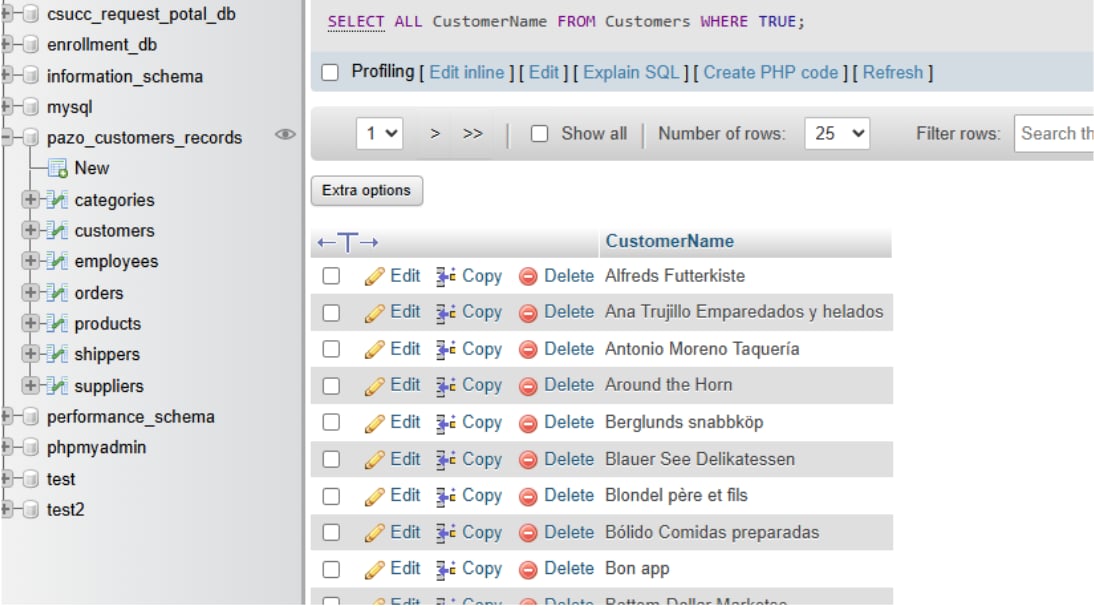 csucc_request_potal_db
enrollment_db
information_schema
mysql
pazo_customers_records
New
categories
customers
employees
orders
products
shippers
suppliers
performance_schema
phpmyadmin
test
test2
SELECT ALL CustomerName FROM Customers WHERE TRUE;
Profiling [ Edit inline ] [ Edit ] [ Explain SQL ] [ Create PHP code ] [ Refresh ]
1 > >> | Show all | Number of rows: 25 Filter rows: Search th
Extra options
←T→ CustomerName
Edit Copy Delete Alfreds Futterkiste
Edit Copy Delete Ana Trujillo Emparedados y helados
Edit Copy Delete Antonio Moreno Taquería
Edit Copy Delete Around the Horn
Edit Copy Delete Berglunds snabbköp
Edit Copy Delete Blauer See Delikatessen
Edit Copy Delete Blondel père et fils
Edit Copy Delete Bólido Comidas preparadas
Edit Copy Delete Bon app
Edit Copy Delete Bottom-Dollar Marketse